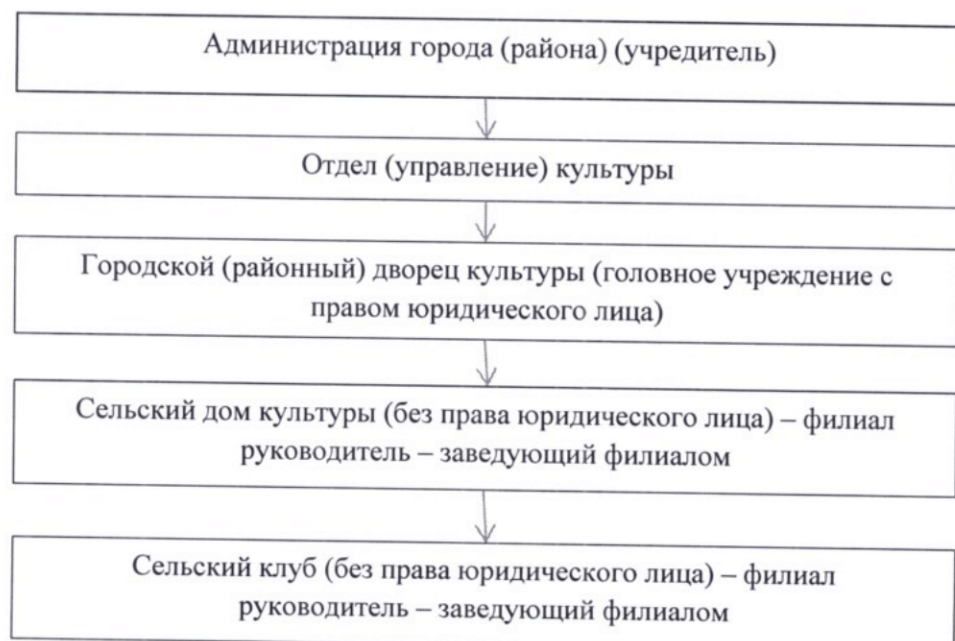 Администрация города (района) (учредитель)
Отдел (управление) культуры
Городской (районный) дворец культуры (головное учреждение с
правом юридического лица)
Сельский дом культуры (без права юридического лица) – филиал
руководитель – заведующий филиалом
Сельский клуб (без права юридического лица) – филиал
руководитель – заведующий филиалом